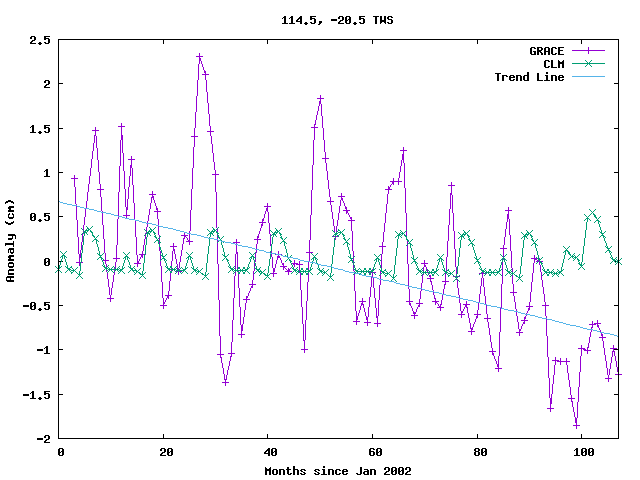 114.5, -20.5 TWS
GRACE
CLM
Trend Line
2.5
2
1.5
1
0.5
0
-0.5
-1
-1.5
-2
Anomaly (cm)
0 20 40 60 80 100
Months since Jan 2002